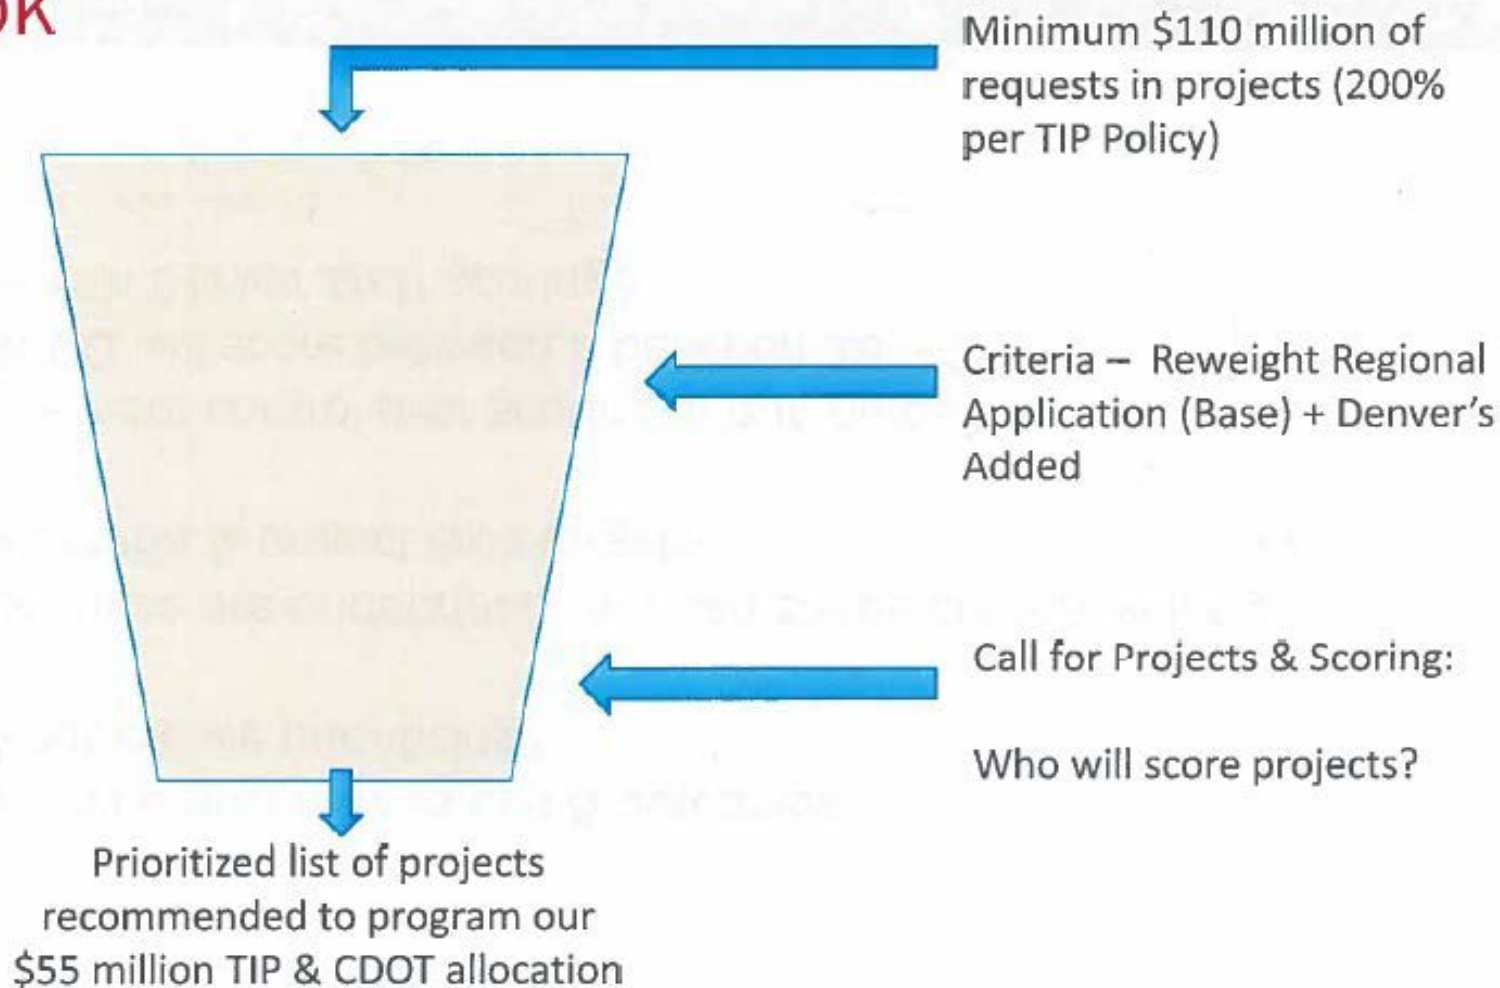 OK
Minimum $110 million of
requests in projects (200%
per TIP Policy)
Criteria – Reweight Regional
Application (Base) + Denver's
Added
Call for Projects & Scoring:
Who will score projects?
Prioritized list of projects
recommended to program our
$55 million TIP & CDOT allocation